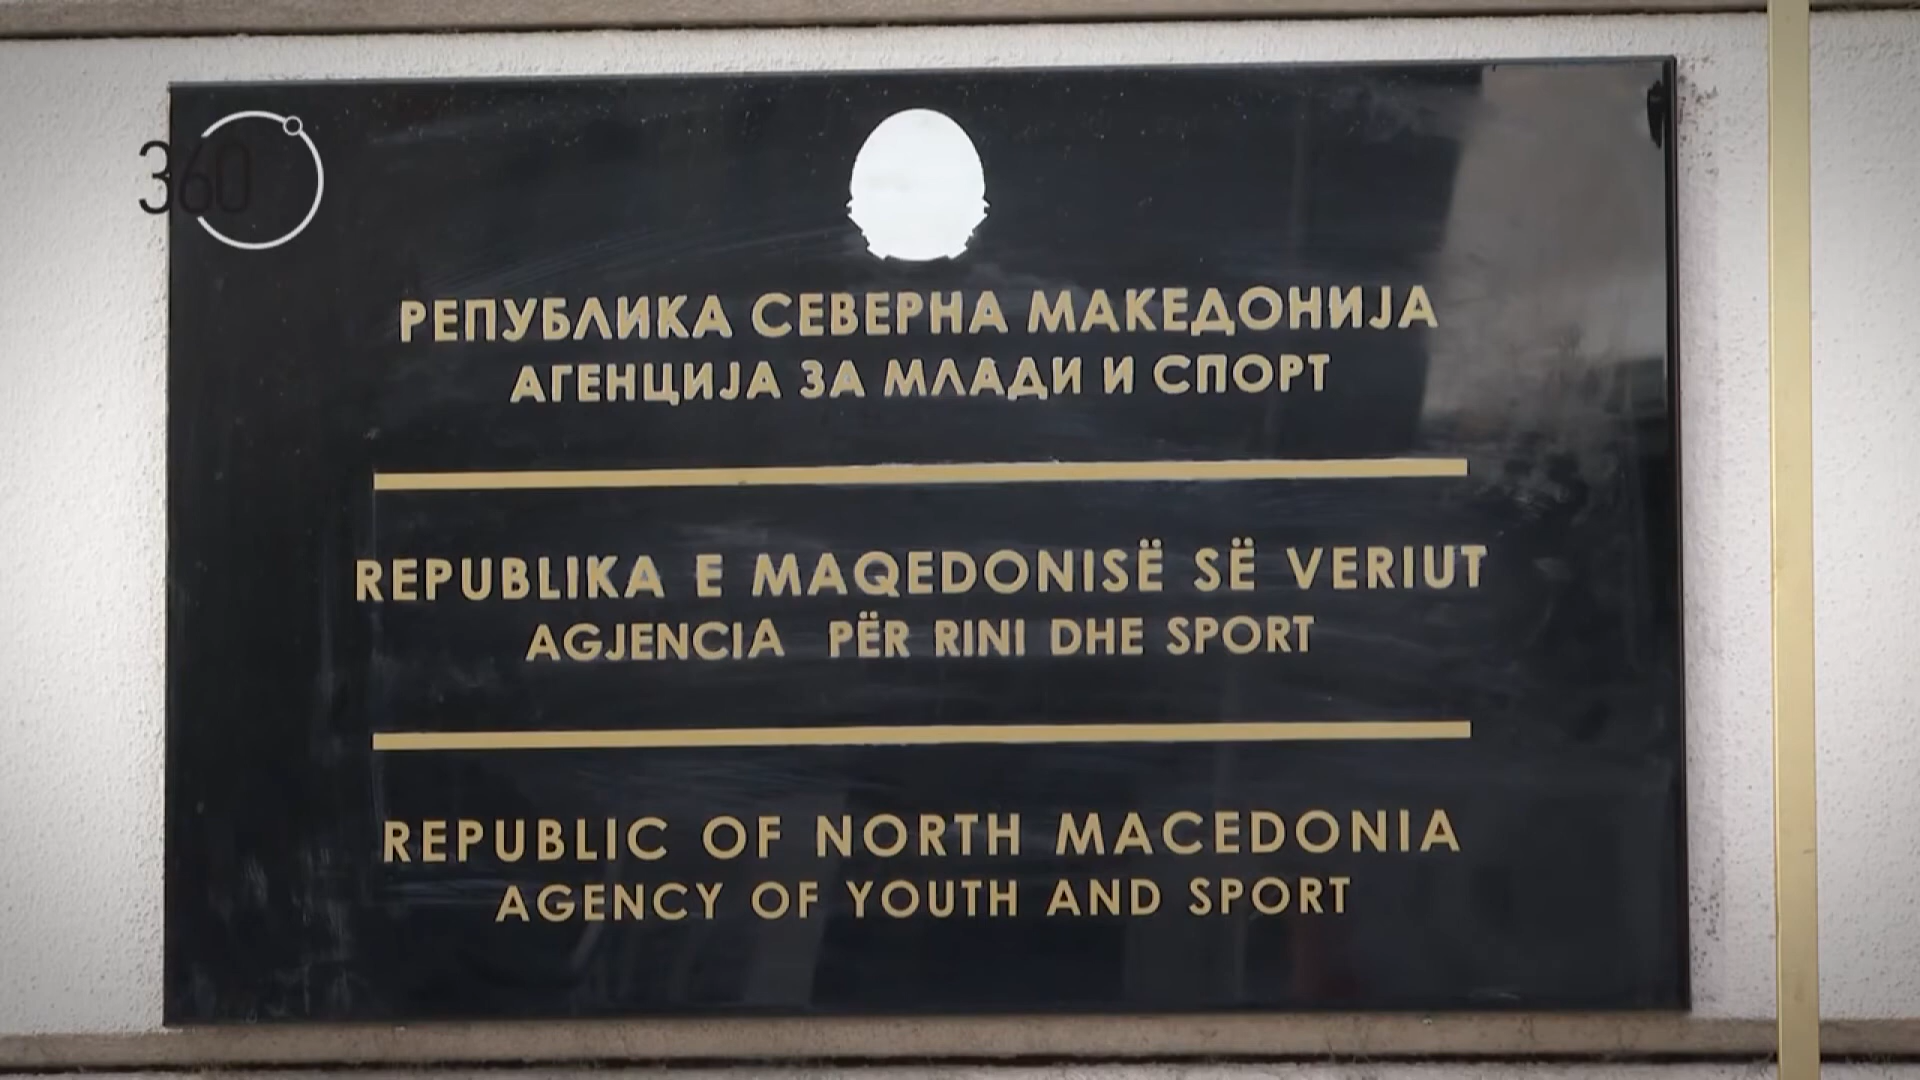 360
РЕПУБЛИКА СЕВЕРНА МАКЕДОНИЈА
АГЕНЦИЈА ЗА МЛАДИ И СПОРТ
REPUBLIKA E MAQEDONISË SË VERIUT
AGJENCIA PËR RINI DHE SPORT
REPUBLIC OF NORTH MACEDONIA
AGENCY OF YOUTH AND SPORT